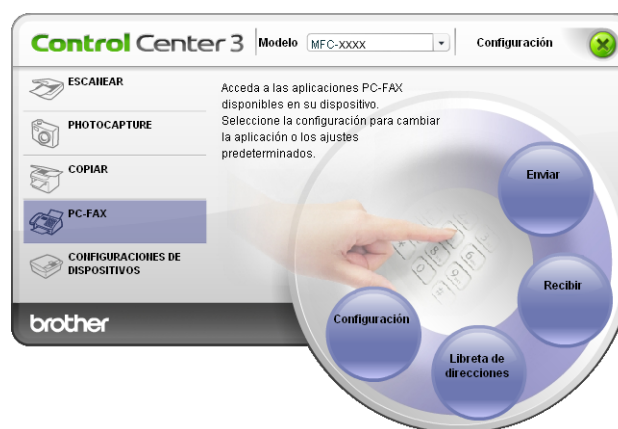 Control Center 3 Modelo MFC-XXXX Configuración
ESCANEAR
PHOTOCAPTURE
COPIAR
PC-FAX
CONFIGURACIONES DE
DISPOSITIVOS
brother
Acceda a las aplicaciones PC-FAX
disponibles en su dispositivo.
Seleccione la configuración para cambiar
la aplicación o los ajustes
predeterminados.
Enviar
Recibir
Libreta de
direcciones
Configuración